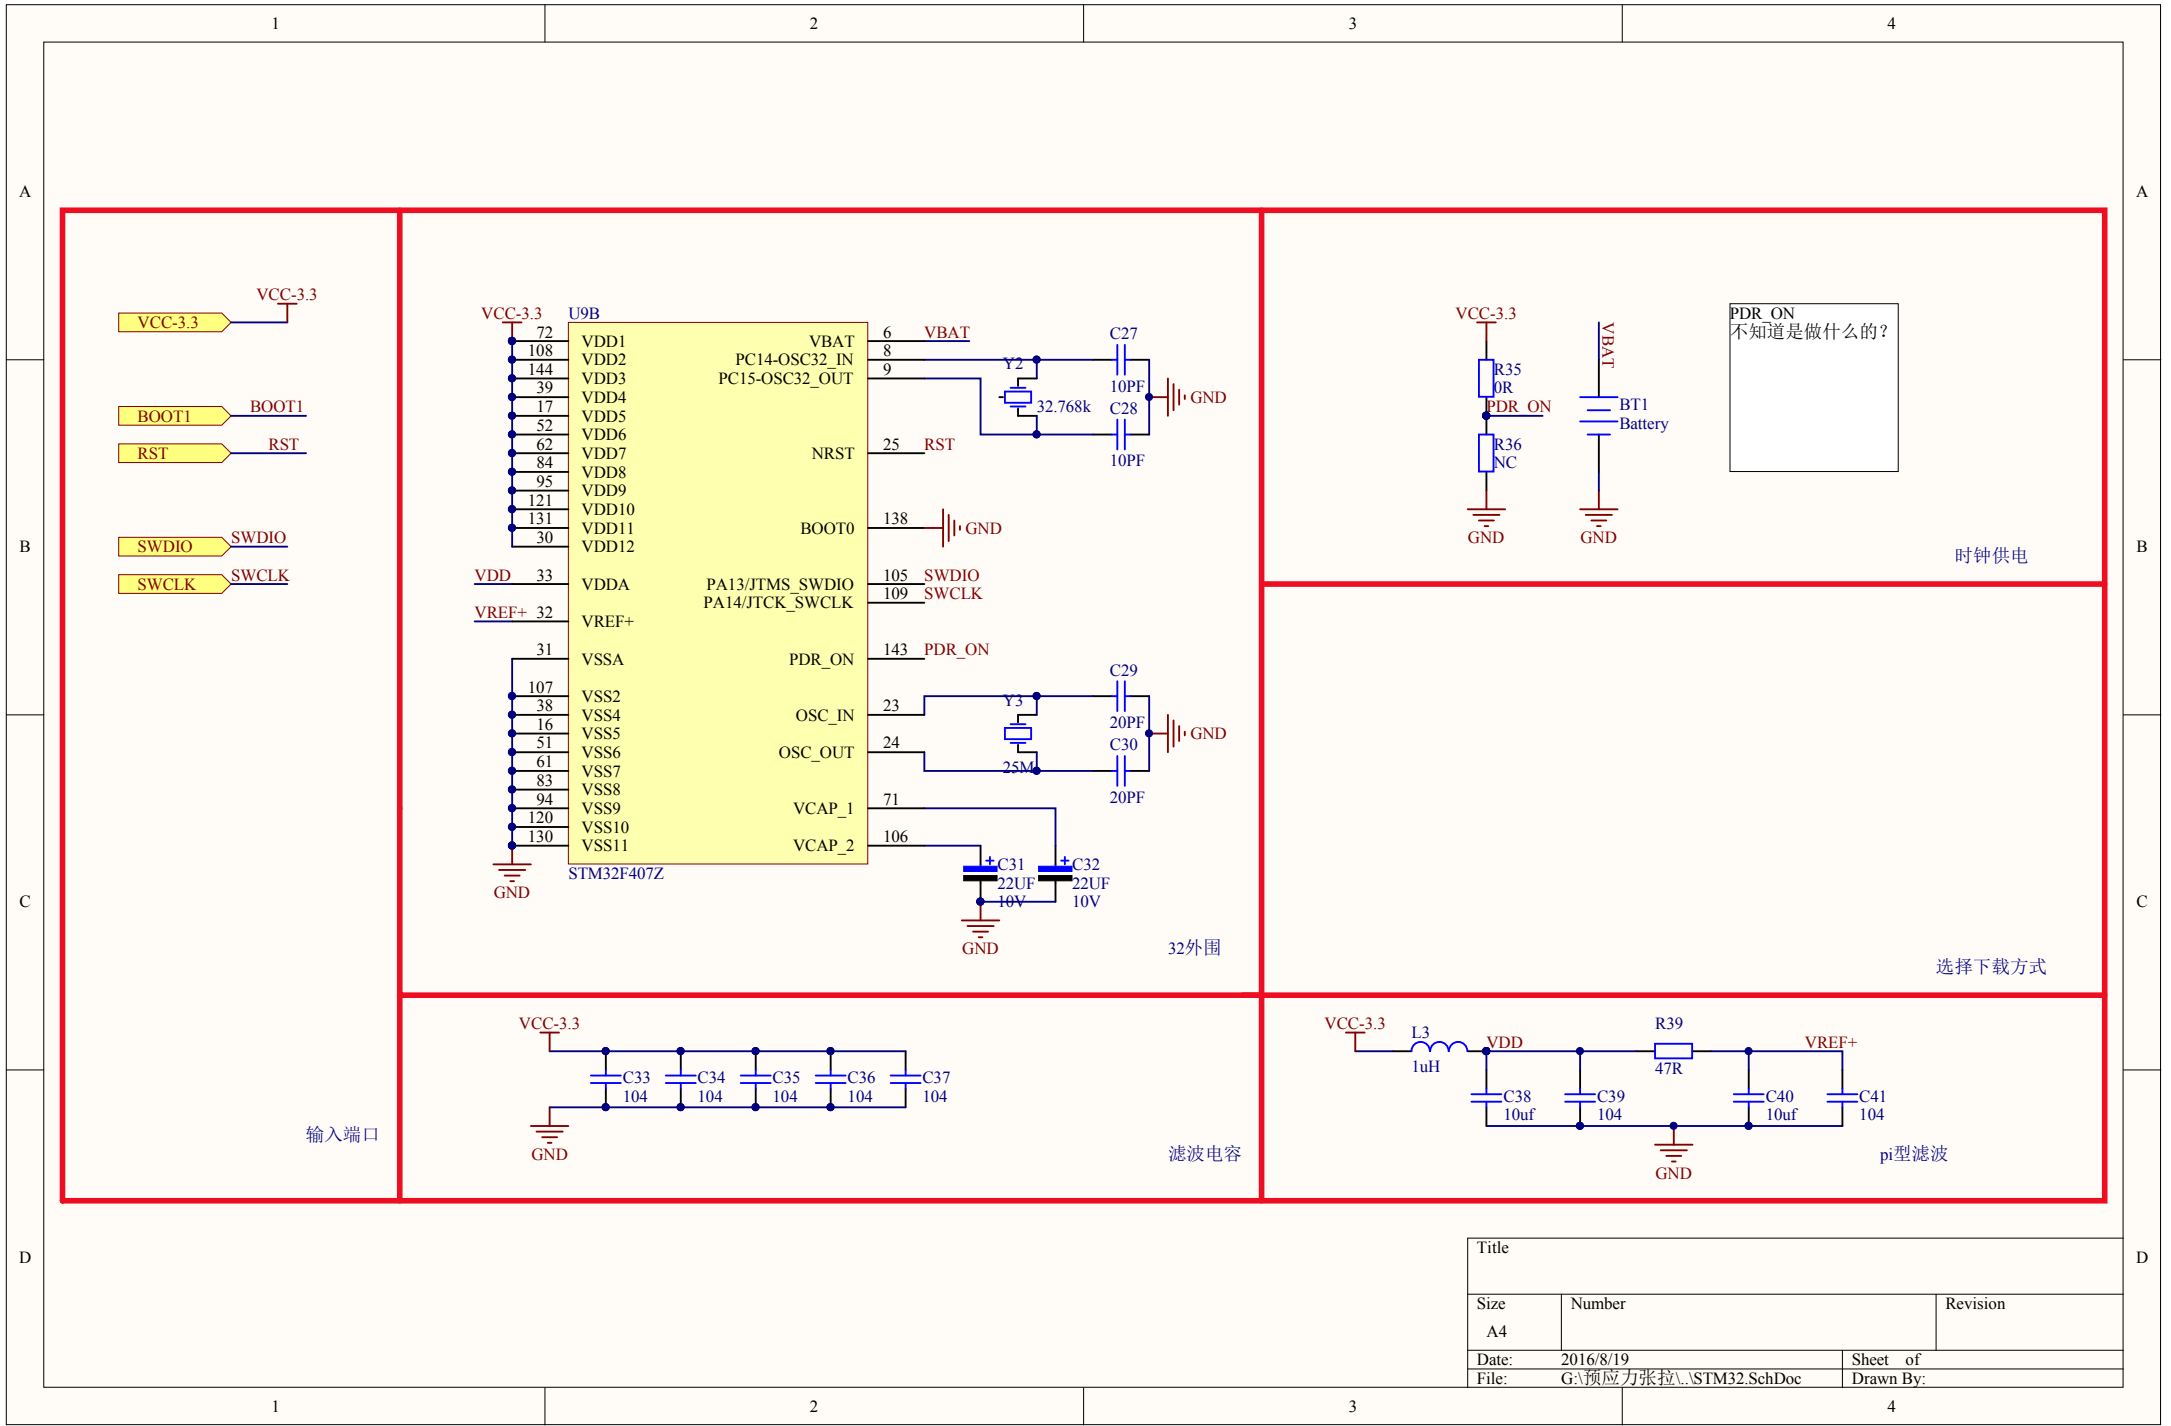 1
2
3
4
A
A
B
B
C
C
D
D
VCC-3.3
VCC-3.3
BOOT1
BOOT1
RST
RST
SWDIO
SWDIO
SWCLK
SWCLK
输入端口
VCC-3.3
U9B
72 VDD1
108 VDD2
144 VDD3
39 VDD4
17 VDD5
52 VDD6
62 VDD7
84 VDD8
95 VDD9
121 VDD10
131 VDD11
30 VDD12
VDD 33 VDDA
VREF+ 32 VREF+
31 VSSA
107 VSS2
38 VSS4
16 VSS5
51 VSS6
61 VSS7
83 VSS8
94 VSS9
120 VSS10
130 VSS11
GND
STM32F407Z
VBAT 6 VBAT
PC14-OSC32_IN 8
PC15-OSC32_OUT 9
NRST 25 RST
BOOT0 138 GND
PA13/JTMS_SWDIO 105 SWDIO
PA14/JTCK_SWCLK 109 SWCLK
PDR_ON 143 PDR_ON
OSC_IN 23
OSC_OUT 24
VCAP_1 71
VCAP_2 106
Y2
32.768k
C27
10PF
C28
10PF
GND
Y3
25M
C29
20PF
C30
20PF
GND
C31
22UF
10V
C32
22UF
10V
GND
32外围
VCC-3.3
R35
0R
PDR_ON
R36
NC
GND
VBAT
BT1
Battery
GND
PDR_ON
不知道是做什么的?
时钟供电
选择下载方式
VCC-3.3
C33
104
C34
104
C35
104
C36
104
C37
104
GND
滤波电容
VCC-3.3
L3
1uH
VDD
R39
47R
VREF+
C38
10uf
C39
104
C40
10uf
C41
104
GND
pi型滤波
Title
Size
A4
Number
Revision
Date: 2016/8/19
Sheet of
File: G:\预应力张拉\..\STM32.SchDoc
Drawn By:
1
2
3
4